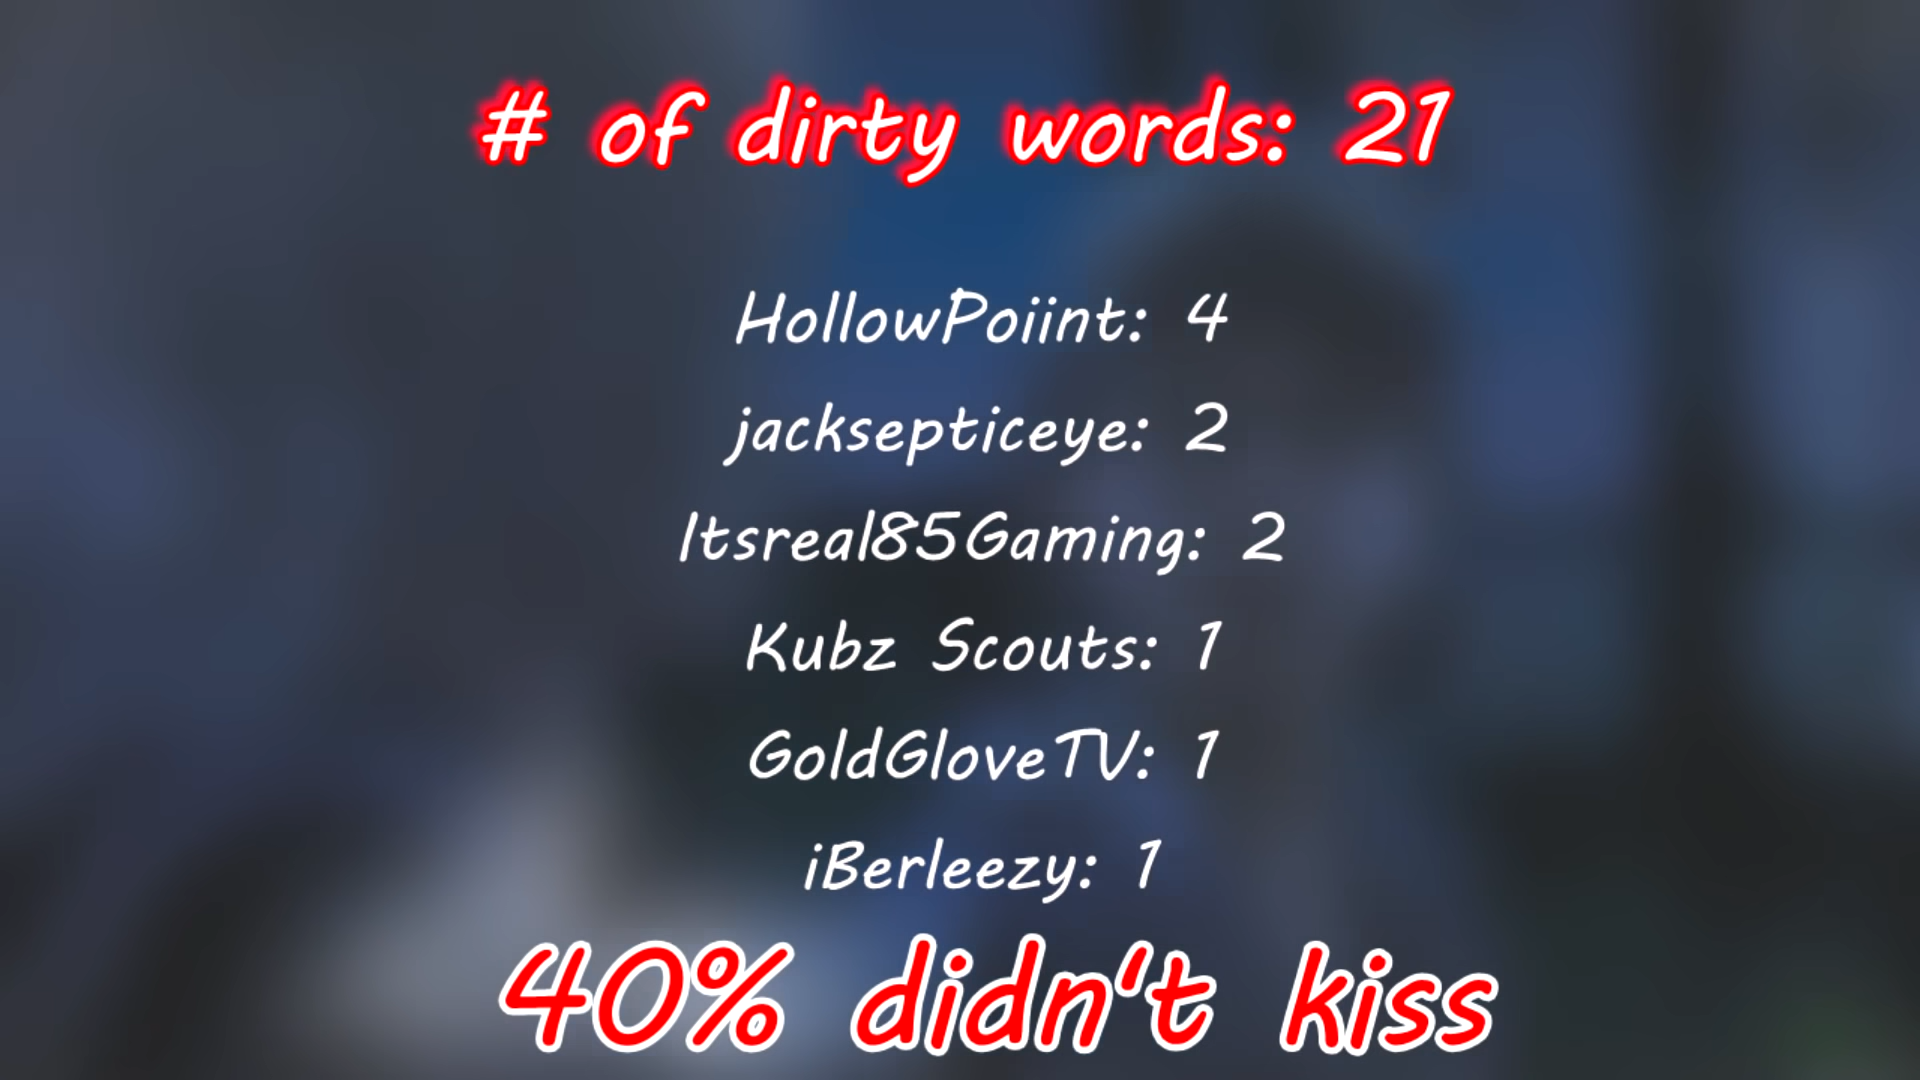 # of dirty words: 21
HollowPoiint: 4
jacksepticeye: 2
Itsreal85Gaming: 2
Kubz Scouts: 1
GoldGloveTV: 1
iBerleezy: 1
40% didn't kiss